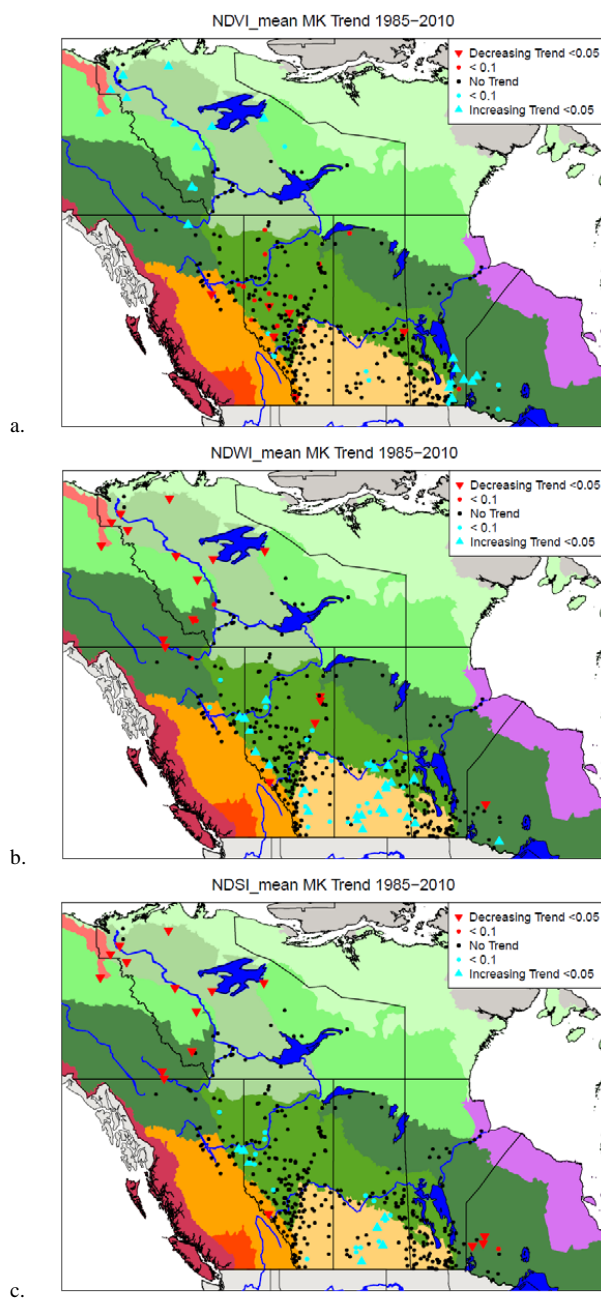 NDVI_mean MK Trend 1985−2010
Decreasing Trend <0.05
< 0.1
No Trend
< 0.1
Increasing Trend <0.05
a.
NDWI_mean MK Trend 1985−2010
Decreasing Trend <0.05
< 0.1
No Trend
< 0.1
Increasing Trend <0.05
b.
NDSI_mean MK Trend 1985−2010
Decreasing Trend <0.05
< 0.1
No Trend
< 0.1
Increasing Trend <0.05
c.